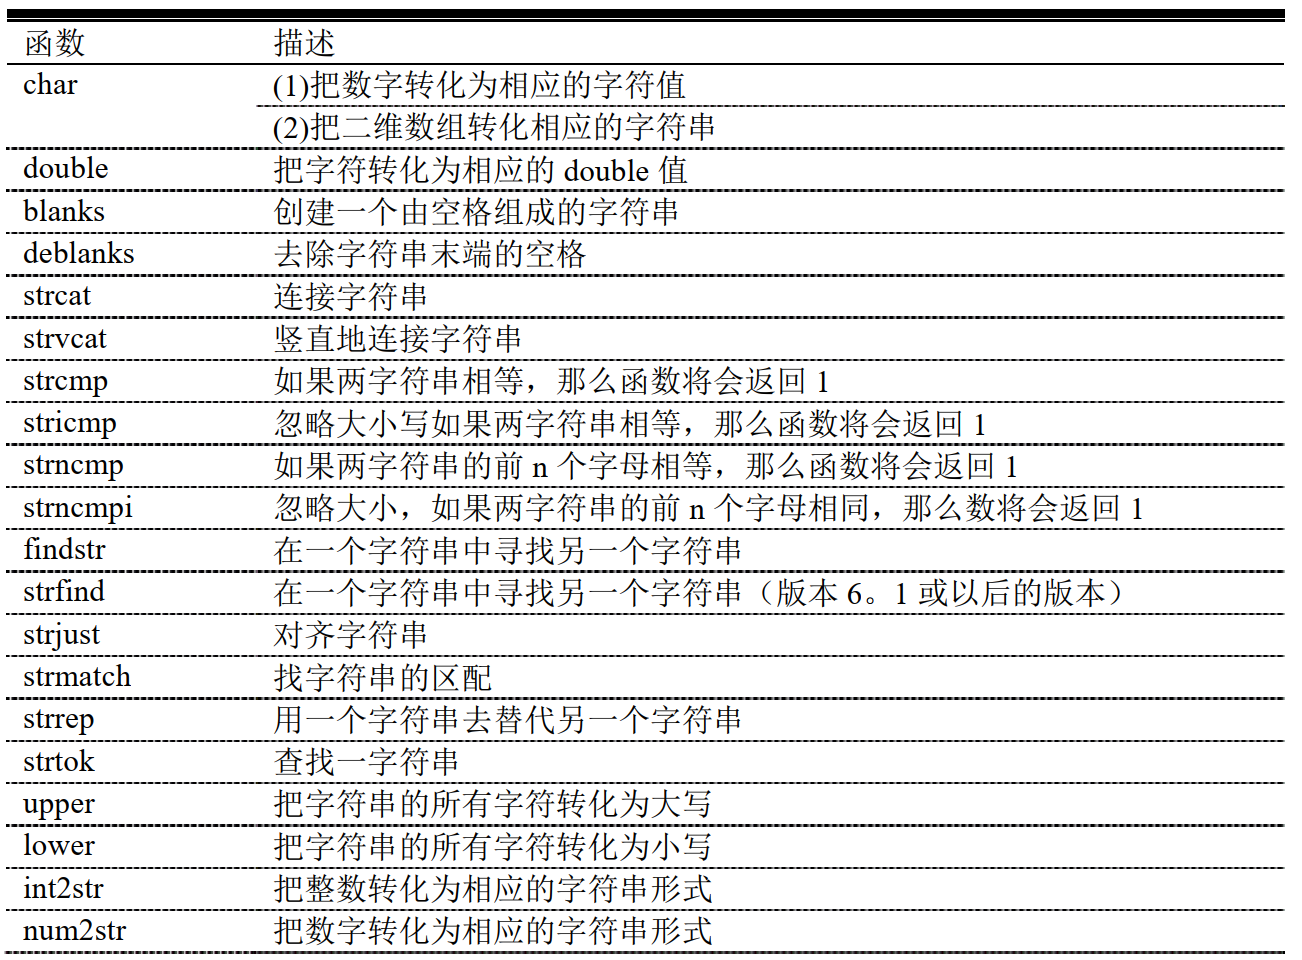 函数 描述
char (1)把数字转化为相应的字符值
(2)把二维数组转化相应的字符串
double 把字符转化为相应的 double 值
blanks 创建一个由空格组成的字符串
deblanks 去除字符串末端的空格
strcat 连接字符串
strvcat 竖直地连接字符串
strcmp 如果两字符串相等，那么函数将会返回 1
stricmp 忽略大小写如果两字符串相等，那么函数将会返回 1
strncmp 如果两字符串的前 n 个字母相等，那么函数将会返回 1
strncmpi 忽略大小，如果两字符串的前 n 个字母相同，那么数将会返回 1
findstr 在一个字符串中寻找另一个字符串
strfind 在一个字符串中寻找另一个字符串（版本 6。1 或以后的版本）
strjust 对齐字符串
strmatch 找字符串的区配
strrep 用一个字符串去替代另一个字符串
strtok 查找一字符串
upper 把字符串的所有字符转化为大写
lower 把字符串的所有字符转化为小写
int2str 把整数转化为相应的字符串形式
num2str 把数字转化为相应的字符串形式